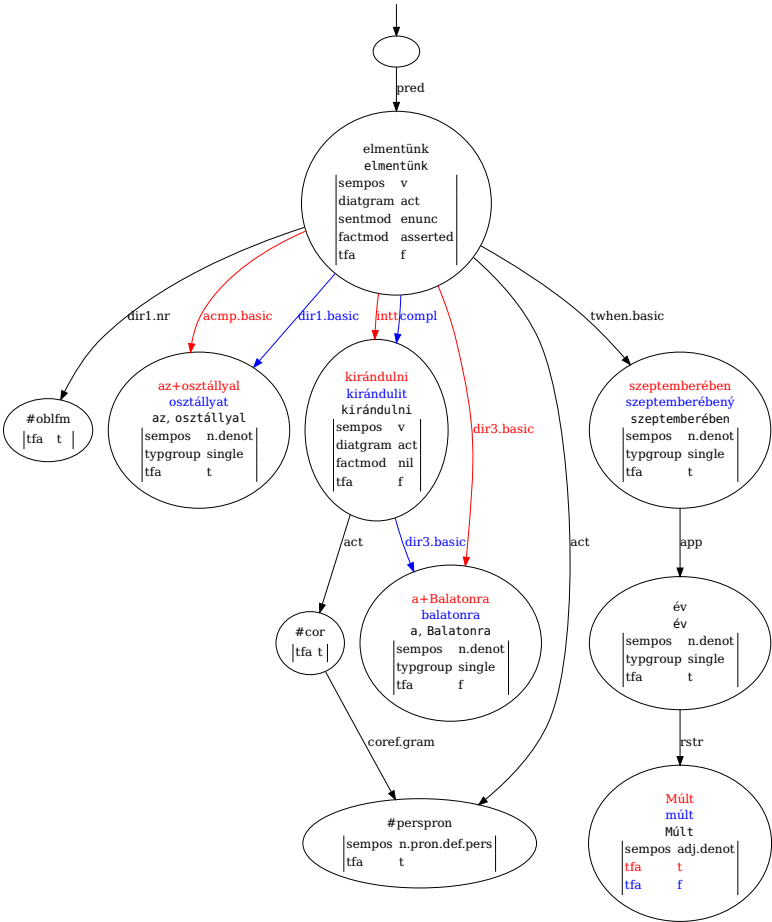 pred
elmentünk
elmentünk
sempos v
diatgram act
sentmod enunc
factmod asserted
tfa f
dir1.nr
acmp.basic
dir1.basic
intt
compl
twhen.basic
#oblfm
tfa t
az+osztállyal
osztályat
az, osztállyal
sempos n.denot
typgroup single
tfa t
kirándulni
kirándulit
kirándulni
sempos v
diatgram act
factmod nil
tfa f
dir3.basic
szeptemberében
szeptemberébený
szeptemberében
sempos n.denot
typgroup single
tfa t
act
dir3.basic
act
app
#cor
tfa t
a+Balatonra
balatonra
a, Balatonra
sempos n.denot
typgroup single
tfa f
év
év
sempos n.denot
typgroup single
tfa t
coref.gram
rstr
#perspron
sempos n.pron.def.pers
tfa t
Múlt
múlt
Múlt
sempos adj.denot
tfa t
tfa f